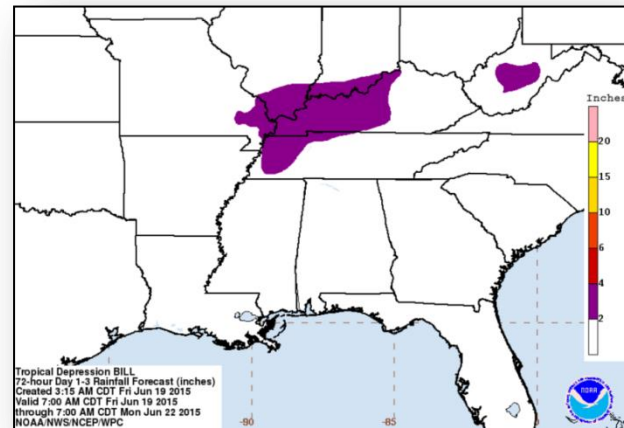 Inches
20
15
10
6
4
2
Tropical Depression BILL
72-hour Day 1-3 Rainfall Forecast (inches)
Created 3:15 AM CDT Fri Jun 19 2015
Valid 7:00 AM CDT Fri Jun 19 2015
through 7:00 AM CDT Mon Jun 22 2015
NOAA/NWS/NCEP/WPC
-90
-85
-80
noaa